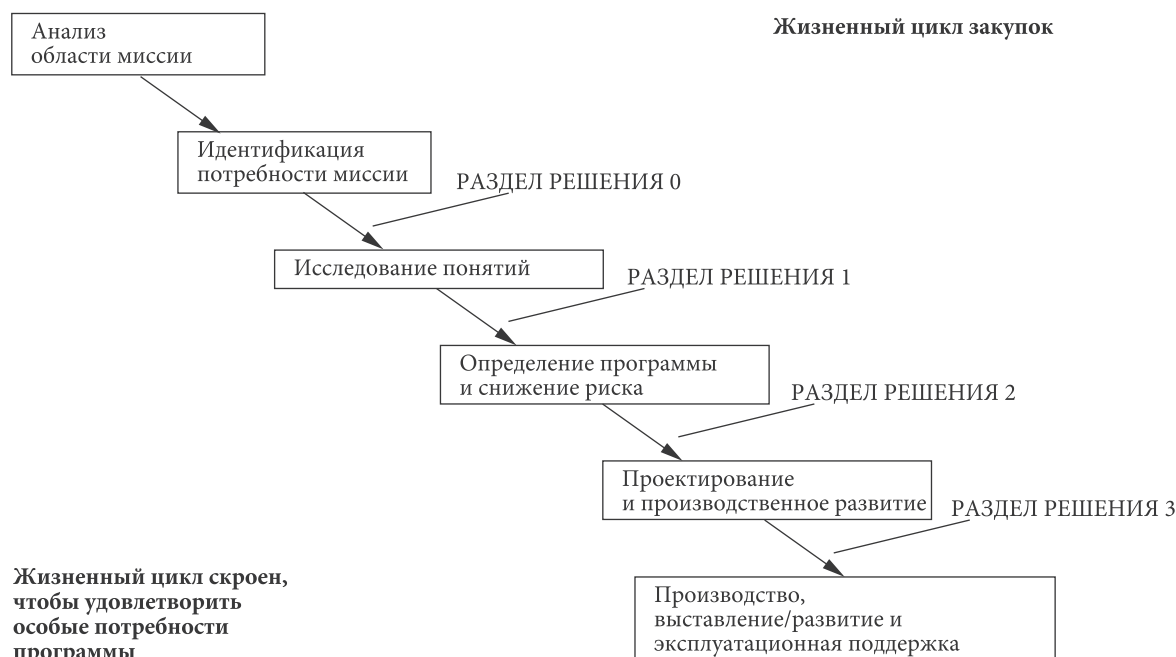 Жизненный цикл закупок
Анализ
области миссии
Идентификация
потребности миссии
РАЗДЕЛ РЕШЕНИЯ 0
Исследование понятий
РАЗДЕЛ РЕШЕНИЯ 1
Определение программы
и снижение риска
РАЗДЕЛ РЕШЕНИЯ 2
Проектирование
и производственное развитие
РАЗДЕЛ РЕШЕНИЯ 3
Производство,
выставление/развитие и
эксплуатационная поддержка
Жизненный цикл скроен,
чтобы удовлетворить
особые потребности
программы